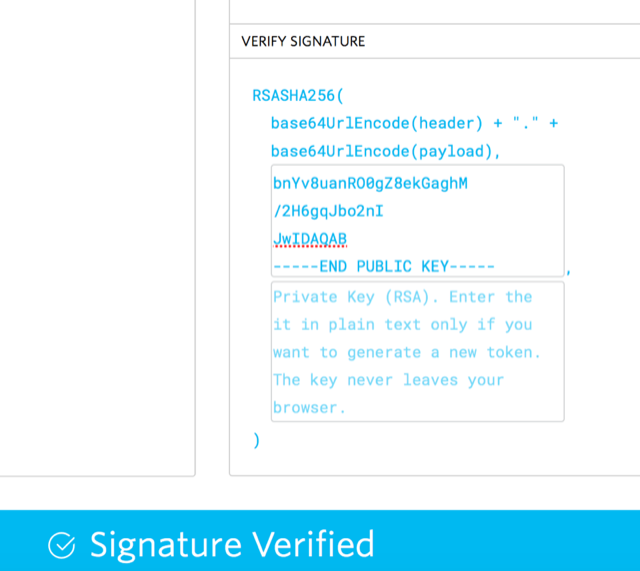 VERIFY SIGNATURE
RSASHA256(
base64UrlEncode(header) + "." +
base64UrlEncode(payload),
bnYv8uanRO0gZ8ekGaghM
/2H6gqJbo2nI
JwIDAQAB
-----END PUBLIC KEY-----
,
Private Key (RSA). Enter the
it in plain text only if you
want to generate a new token.
The key never leaves your
browser.
)
Signature Verified